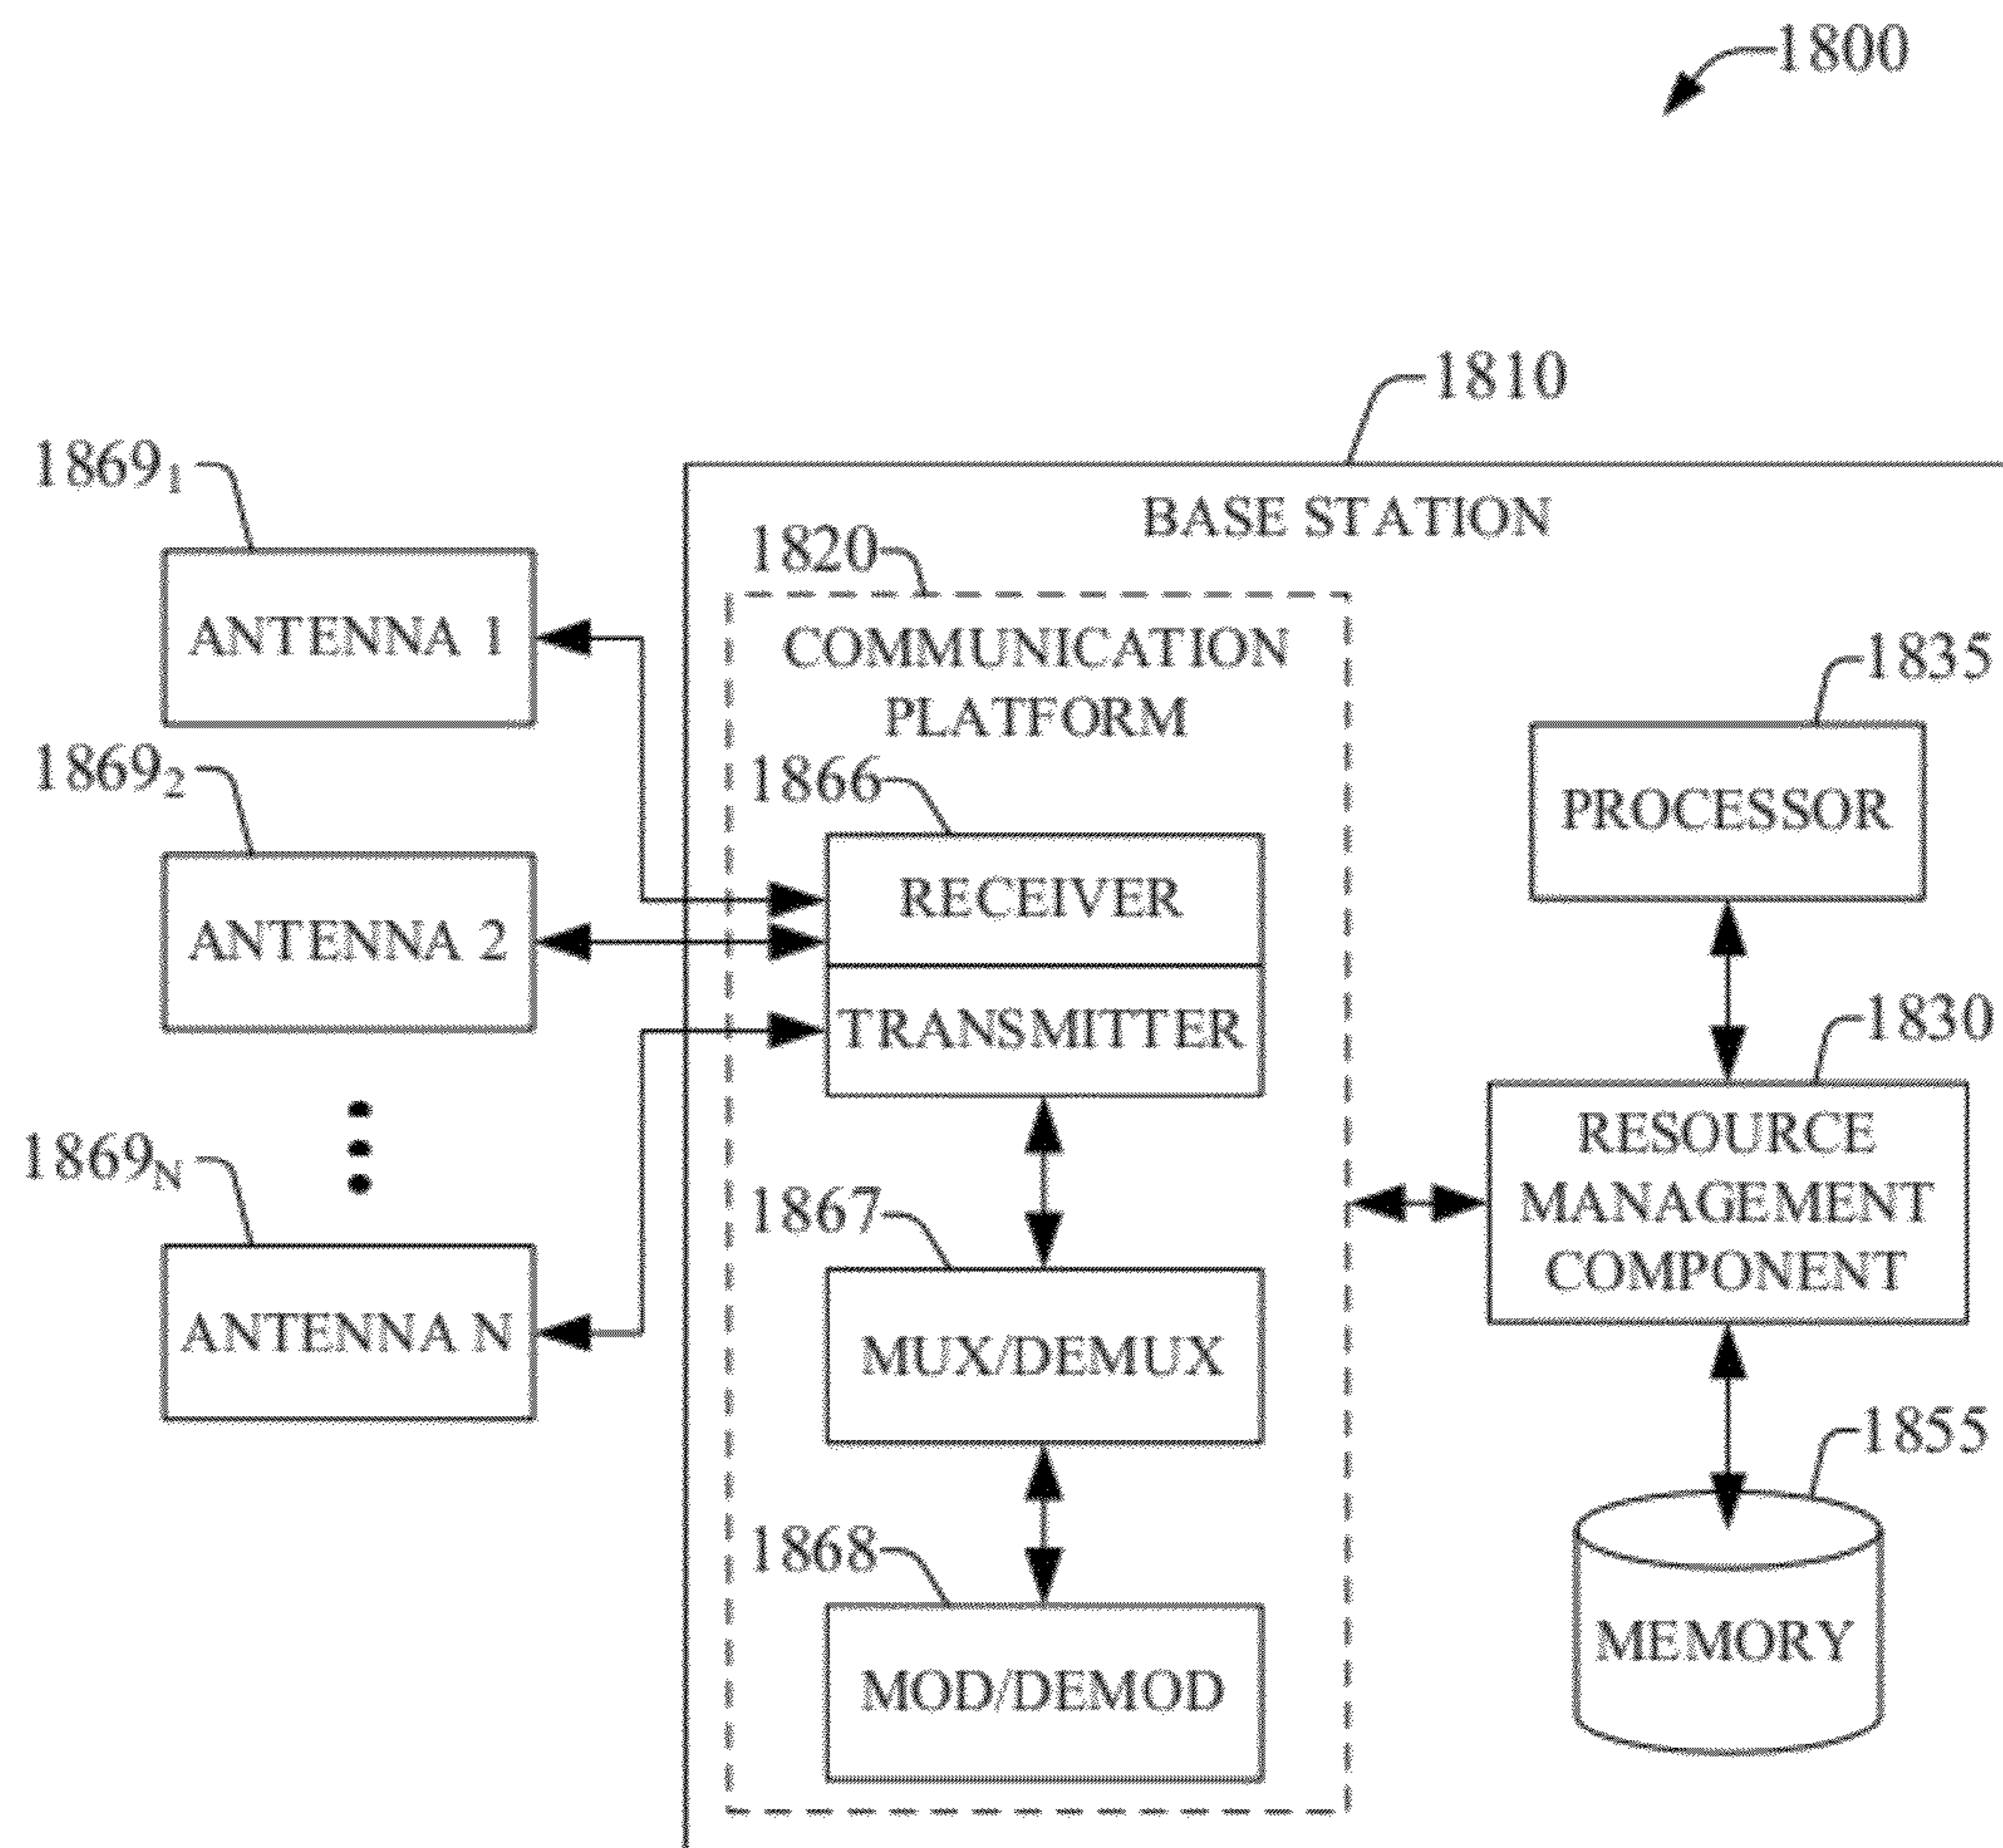 1800
1810
BASE STATION
1869₁
ANTENNA 1
1869₂
ANTENNA 2
1869N
ANTENNA N
1820
COMMUNICATION
PLATFORM
1866
RECEIVER
TRANSMITTER
1867
MUX/DEMUX
1868
MOD/DEMOD
1835
PROCESSOR
1830
RESOURCE
MANAGEMENT
COMPONENT
1855
MEMORY